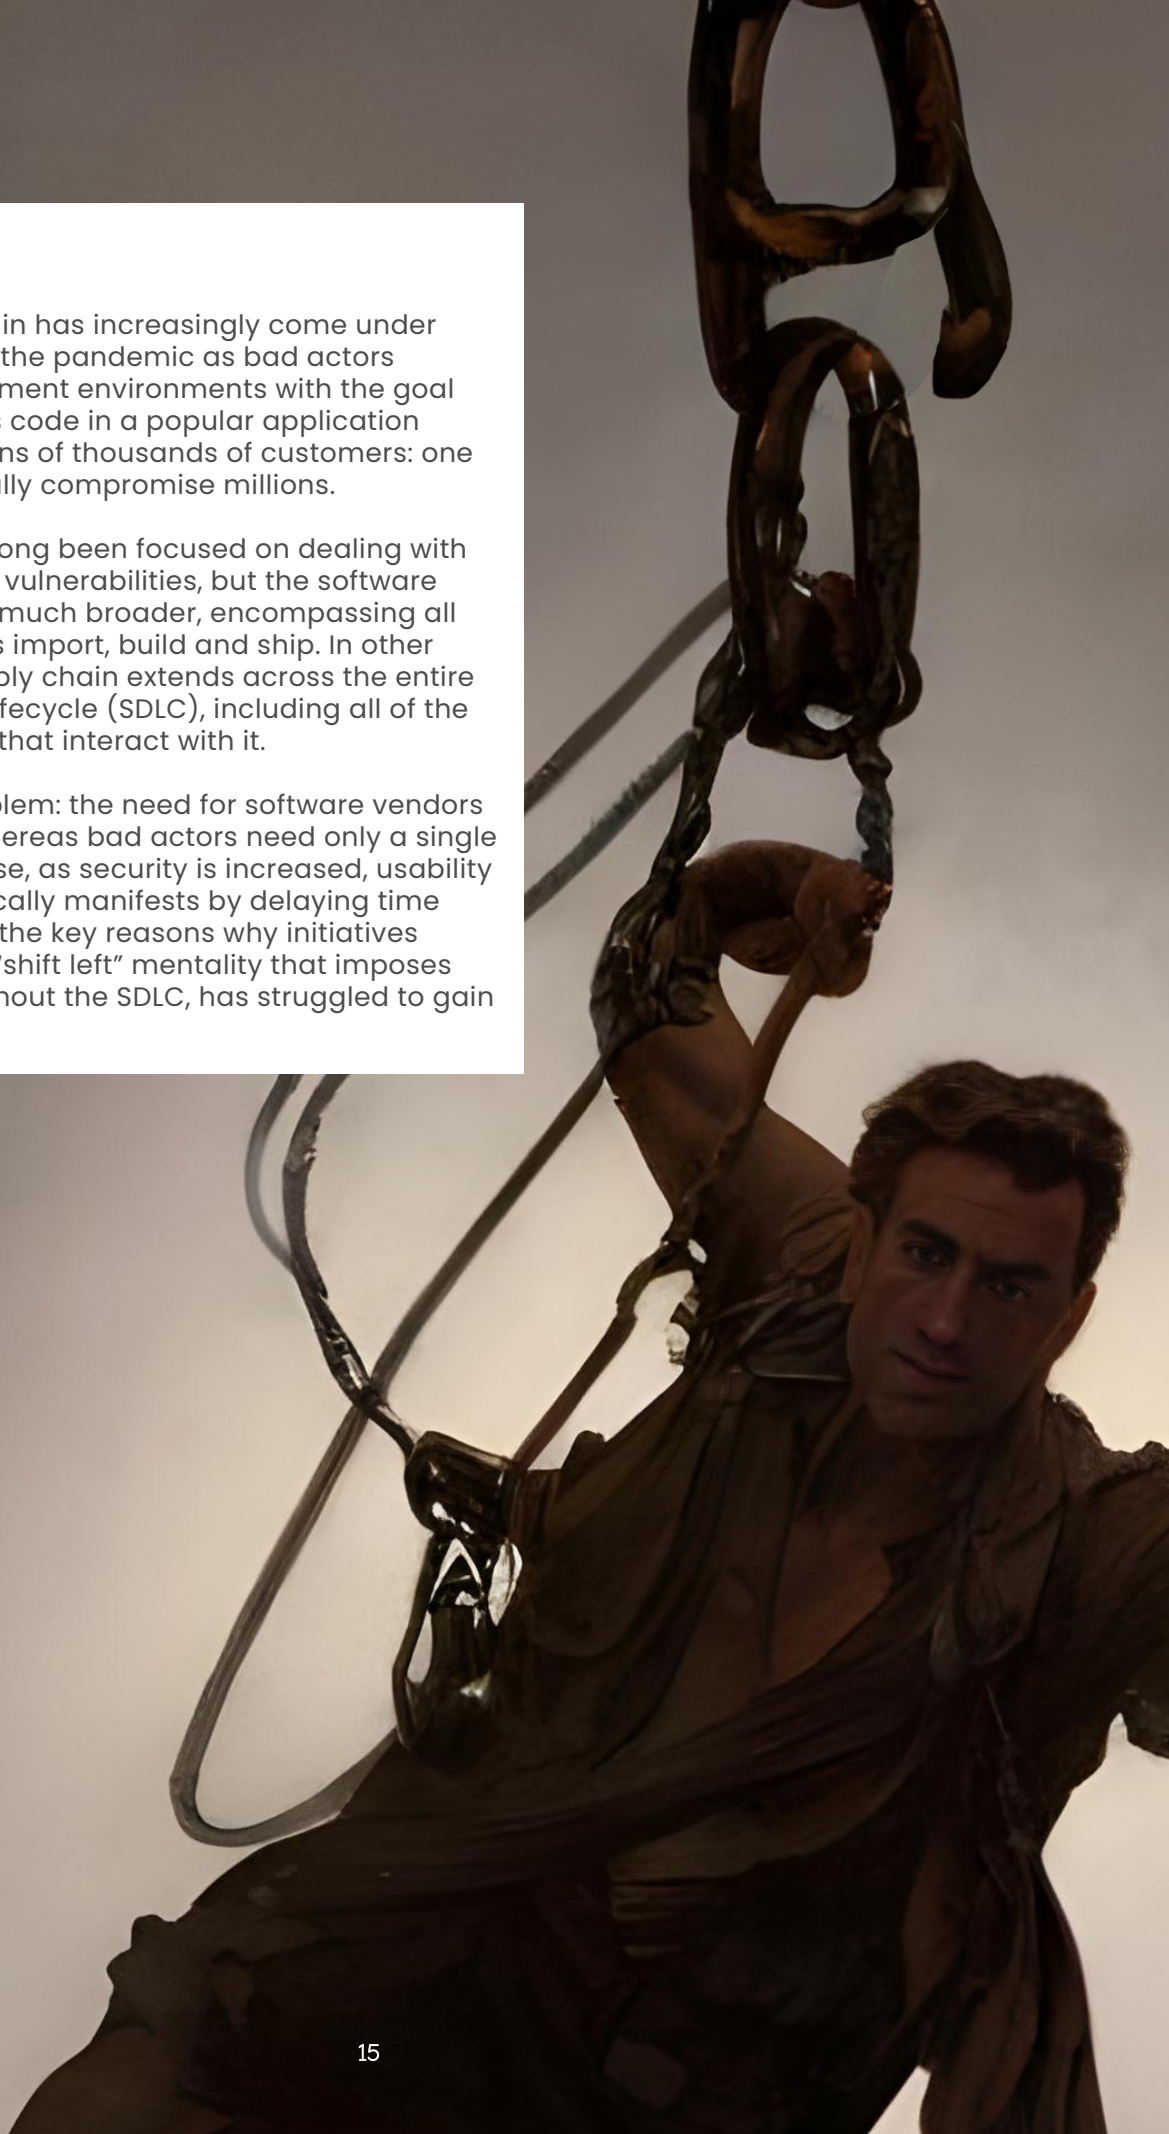 in has increasingly come under
the pandemic as bad actors
ment environments with the goal
code in a popular application
ns of thousands of customers: one
lly compromise millions.
ong been focused on dealing with
vulnerabilities, but the software
much broader, encompassing all
s import, build and ship. In other
ply chain extends across the entire
fecycle (SDLC), including all of the
that interact with it.
olem: the need for software vendors
ereas bad actors need only a single
se, as security is increased, usability
cally manifests by delaying time
the key reasons why initiatives
“shift left” mentality that imposes
hout the SDLC, has struggled to gain
15